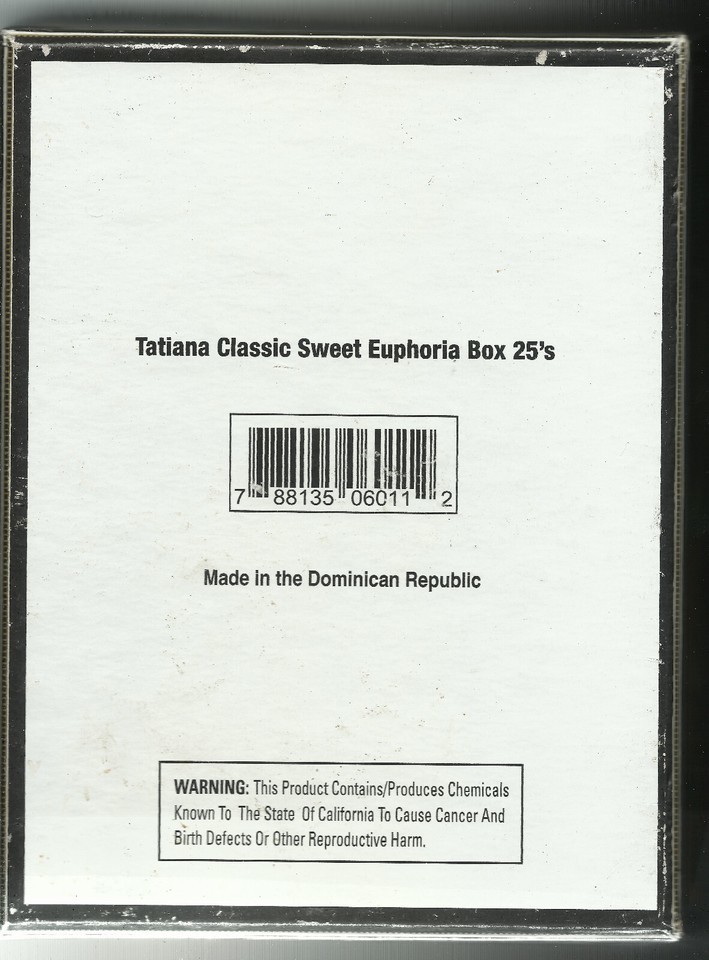 Tatiana Classic Sweet Euphoria Box 25's
7 88135 06011 2
Made in the Dominican Republic
WARNING: This Product Contains/Produces Chemicals
Known To The State Of California To Cause Cancer And
Birth Defects Or Other Reproductive Harm.